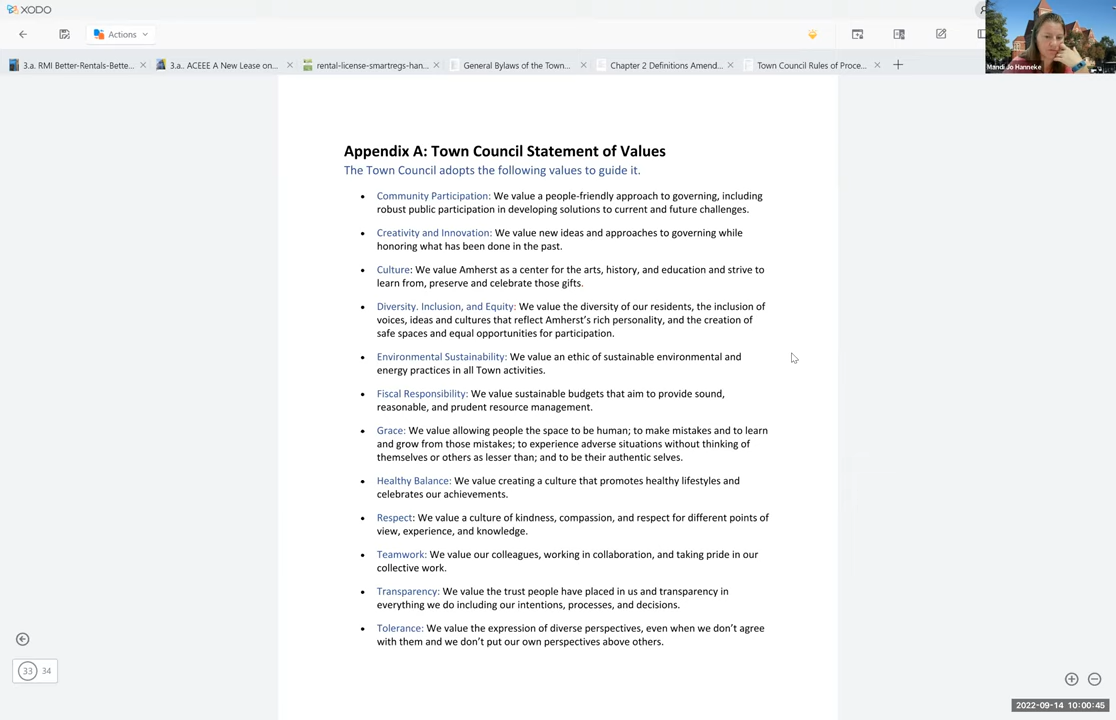 XODO
Actions
3.a. RMI Better-Rentals-Bette...
3.a.. ACEEE A New Lease on...
rental-license-smartregs-han...
General Bylaws of the Town...
Chapter 2 Definitions Amend...
Town Council Rules of Proce...
Mandi Jo Hanneke
Appendix A: Town Council Statement of Values
The Town Council adopts the following values to guide it.
• Community Participation: We value a people-friendly approach to governing, including
robust public participation in developing solutions to current and future challenges.
• Creativity and Innovation: We value new ideas and approaches to governing while
honoring what has been done in the past.
• Culture: We value Amherst as a center for the arts, history, and education and strive to
learn from, preserve and celebrate those gifts.
• Diversity. Inclusion, and Equity: We value the diversity of our residents, the inclusion of
voices, ideas and cultures that reflect Amherst's rich personality, and the creation of
safe spaces and equal opportunities for participation.
• Environmental Sustainability: We value an ethic of sustainable environmental and
energy practices in all Town activities.
• Fiscal Responsibility: We value sustainable budgets that aim to provide sound,
reasonable, and prudent resource management.
• Grace: We value allowing people the space to be human; to make mistakes and to learn
and grow from those mistakes; to experience adverse situations without thinking of
themselves or others as lesser than; and to be their authentic selves.
• Healthy Balance: We value creating a culture that promotes healthy lifestyles and
celebrates our achievements.
• Respect: We value a culture of kindness, compassion, and respect for different points of
view, experience, and knowledge.
• Teamwork: We value our colleagues, working in collaboration, and taking pride in our
collective work.
• Transparency: We value the trust people have placed in us and transparency in
everything we do including our intentions, processes, and decisions.
• Tolerance: We value the expression of diverse perspectives, even when we don't agree
with them and we don't put our own perspectives above others.
33 34
2022-09-14 10:00:45